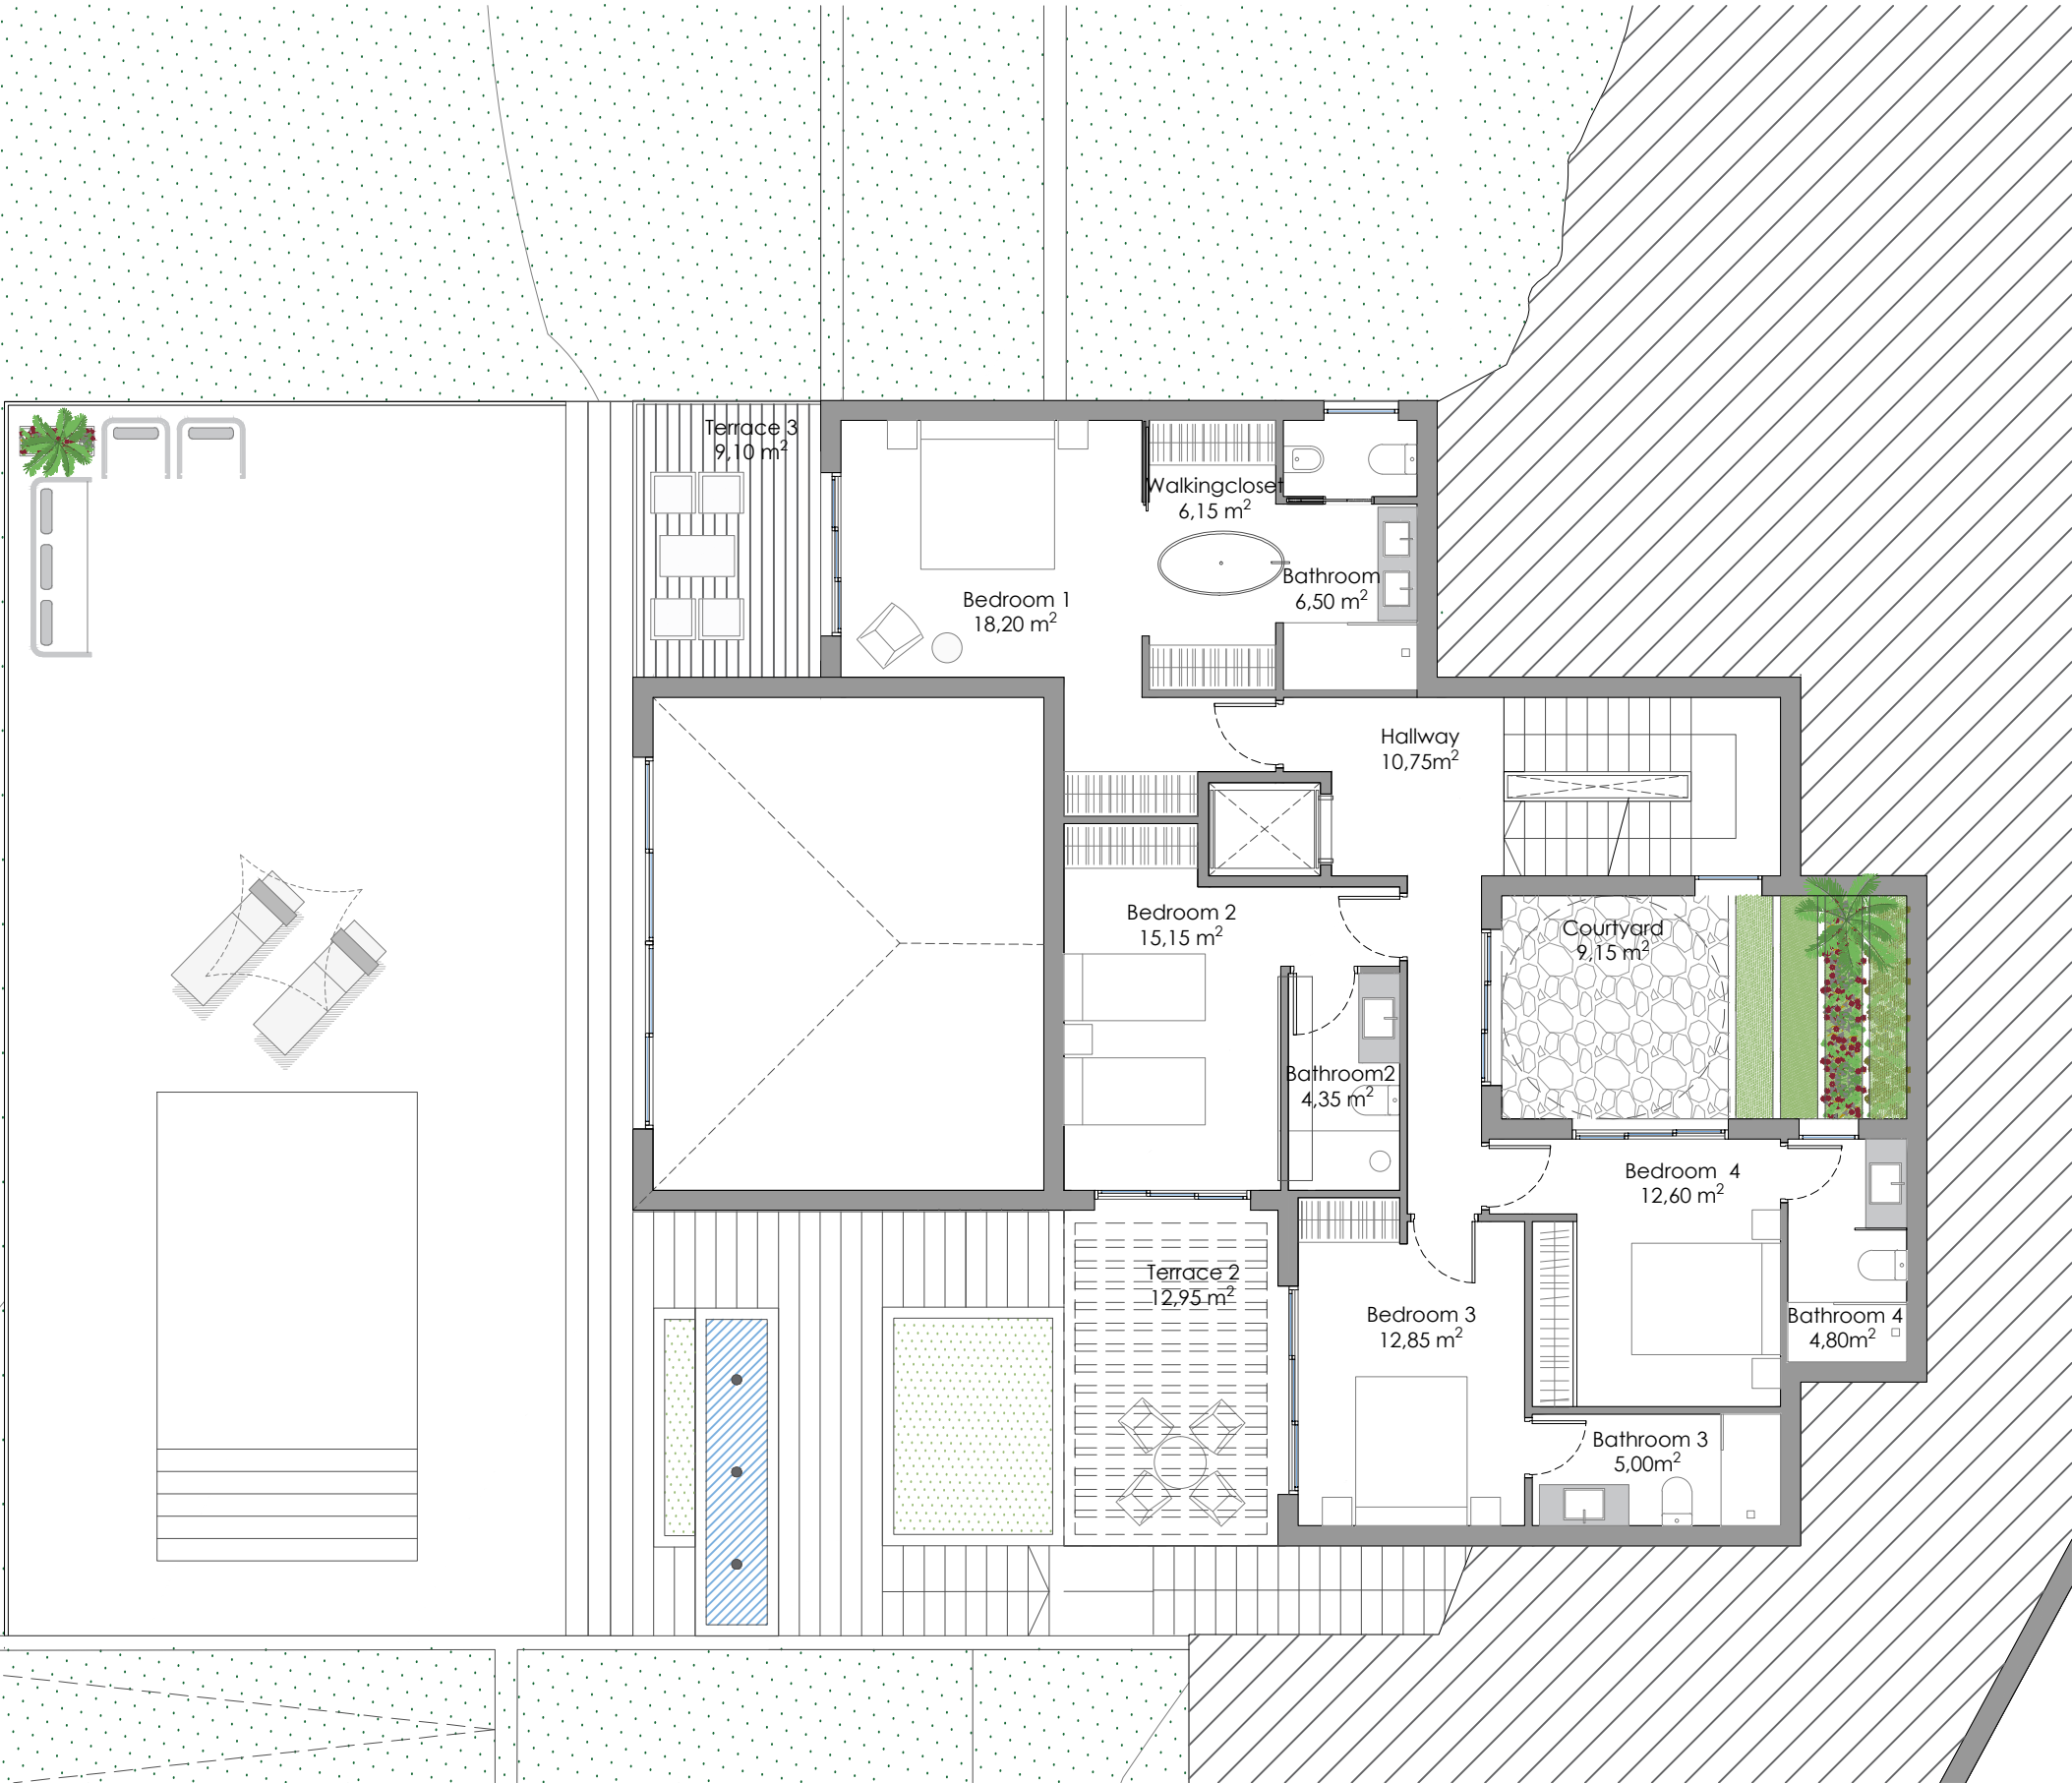 Terrace 3
9,10 m²
Walkingcloset
6,15 m²
Bathroom
6,50 m²
Bedroom 1
18,20 m²
Hallway
10,75m²
Bedroom 2
15,15 m²
Courtyard
9,15 m²
Bathroom2
4,35 m²
Bedroom  4
12,60 m²
Terrace 2
12,95 m²
Bedroom 3
12,85 m²
Bathroom 4
4,80m²
Bathroom 3
5,00m²